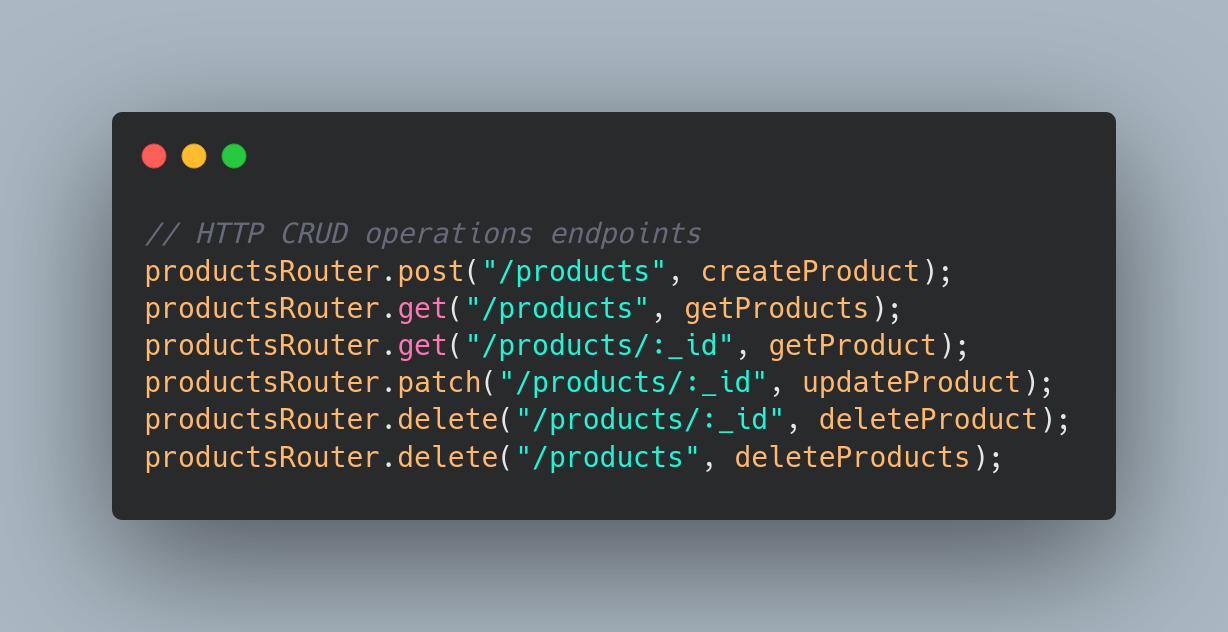 // HTTP CRUD operations endpoints
productsRouter.post("/products", createProduct);
productsRouter.get("/products", getProducts);
productsRouter.get("/products/:_id", getProduct);
productsRouter.patch("/products/:_id", updateProduct);
productsRouter.delete("/products/:_id", deleteProduct);
productsRouter.delete("/products", deleteProducts);